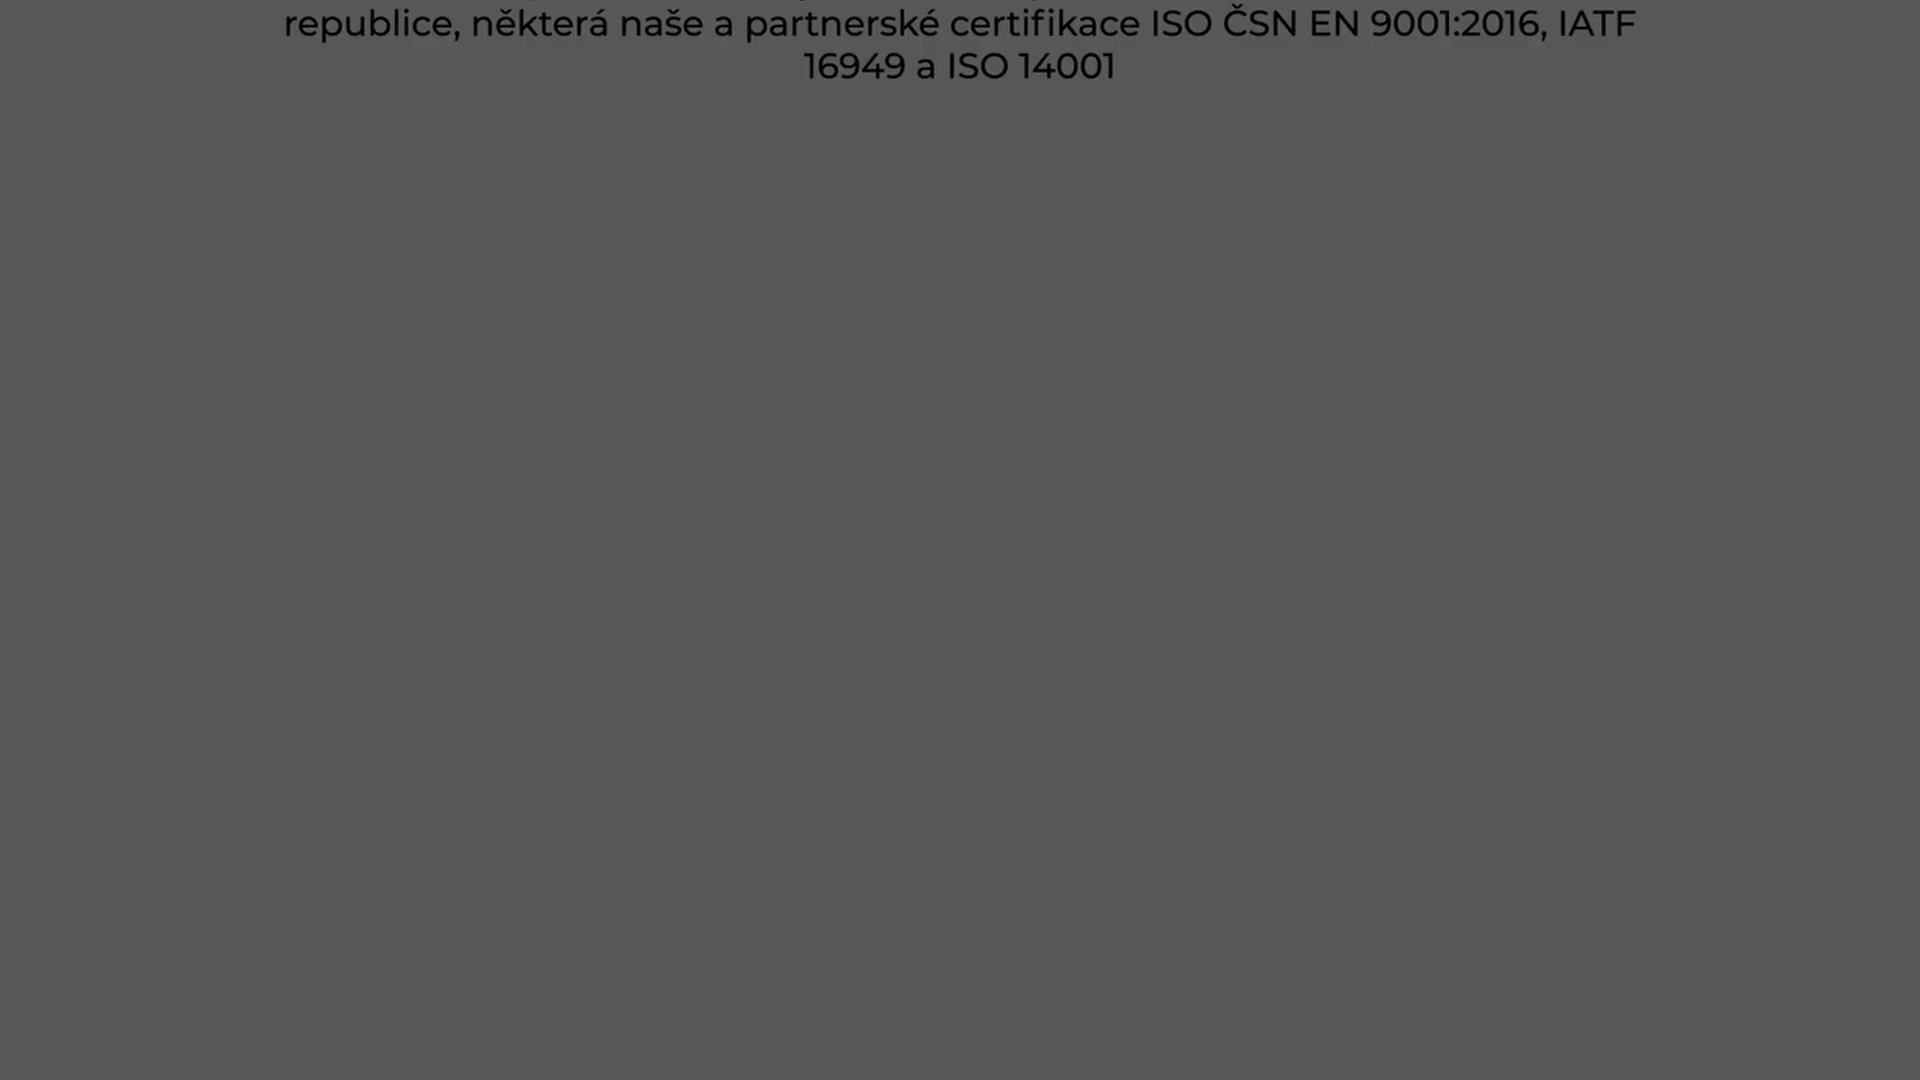 republice, některá naše a partnerské certifikace ISO ČSN EN 9001:2016, IATF
16949 a ISO 14001